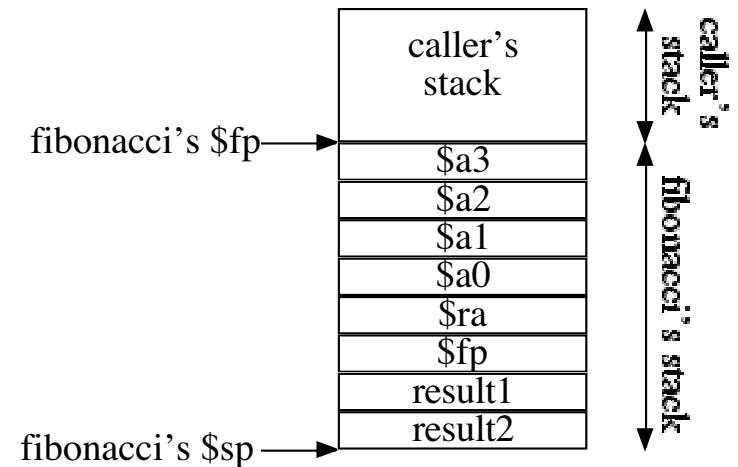 caller's
stack
caller's
stack
fibonacci's $fp
$a3
$a2
$a1
$a0
$ra
$fp
result1
result2
fibonacci's stack
fibonacci's $sp